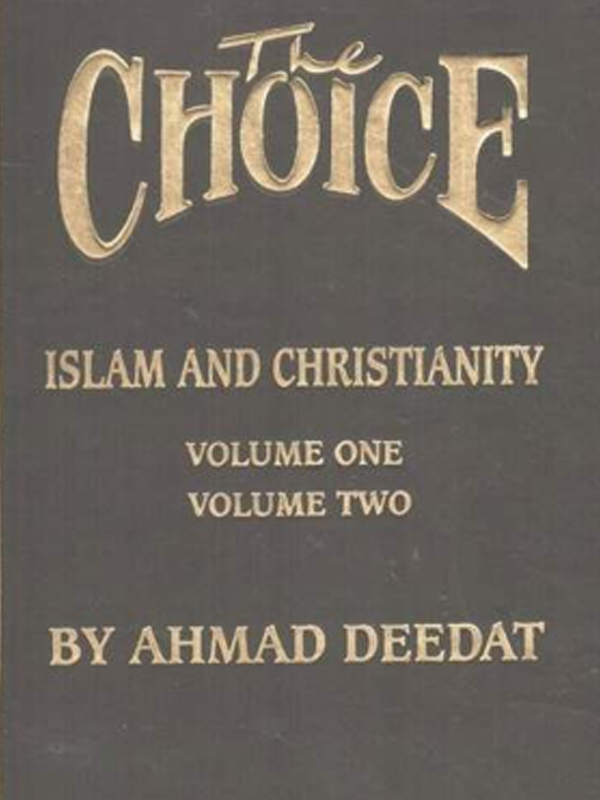 The
CHOICE
ISLAM AND CHRISTIANITY
VOLUME ONE
VOLUME TWO
BY AHMAD DEEDAT